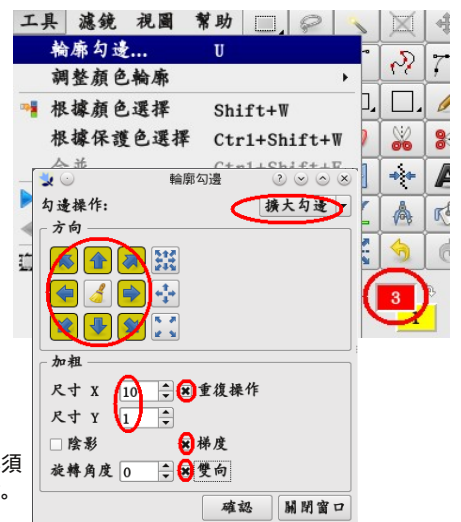 工具 濾鏡 視圖 幫助
輪廓勾邊... U
調整顏色輪廓
根據顏色選擇 Shift+W
根據保護色選擇 Ctrl+Shift+W
合并 Ctrl+Shift+E
輪廓勾邊
勾邊操作: 擴大勾邊
方向
3
1
加粗
尺寸 X 10 重復操作
尺寸 Y 1
陰影 梯度
須
旋轉角度 0 雙向
。
確認 關閉窗口